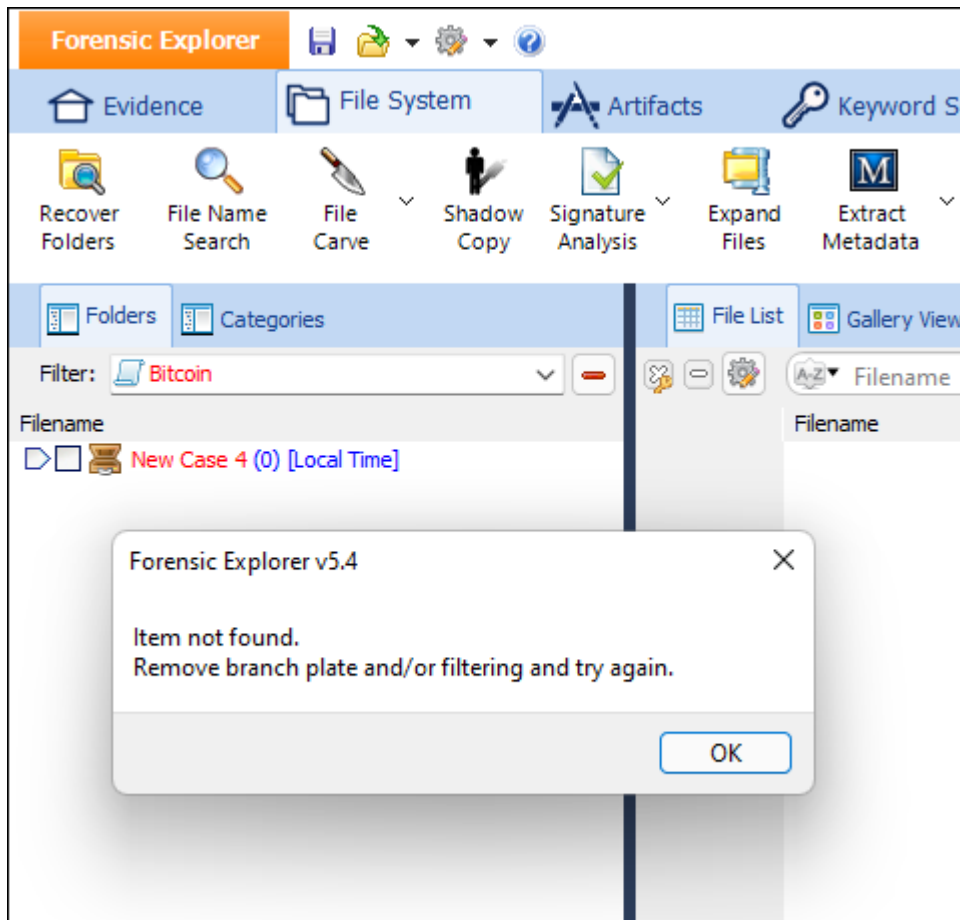 Forensic Explorer
Evidence
File System
Artifacts
Keyword S
Recover
Folders
File Name
Search
File
Carve
Shadow
Copy
Signature
Analysis
Expand
Files
M
Extract
Metadata
Folders
Categories
File List
Gallery View
Filter: Bitcoin
A-Z Filename
Filename
Filename
New Case 4 (0) [Local Time]
Forensic Explorer v5.4
Item not found.
Remove branch plate and/or filtering and try again.
OK